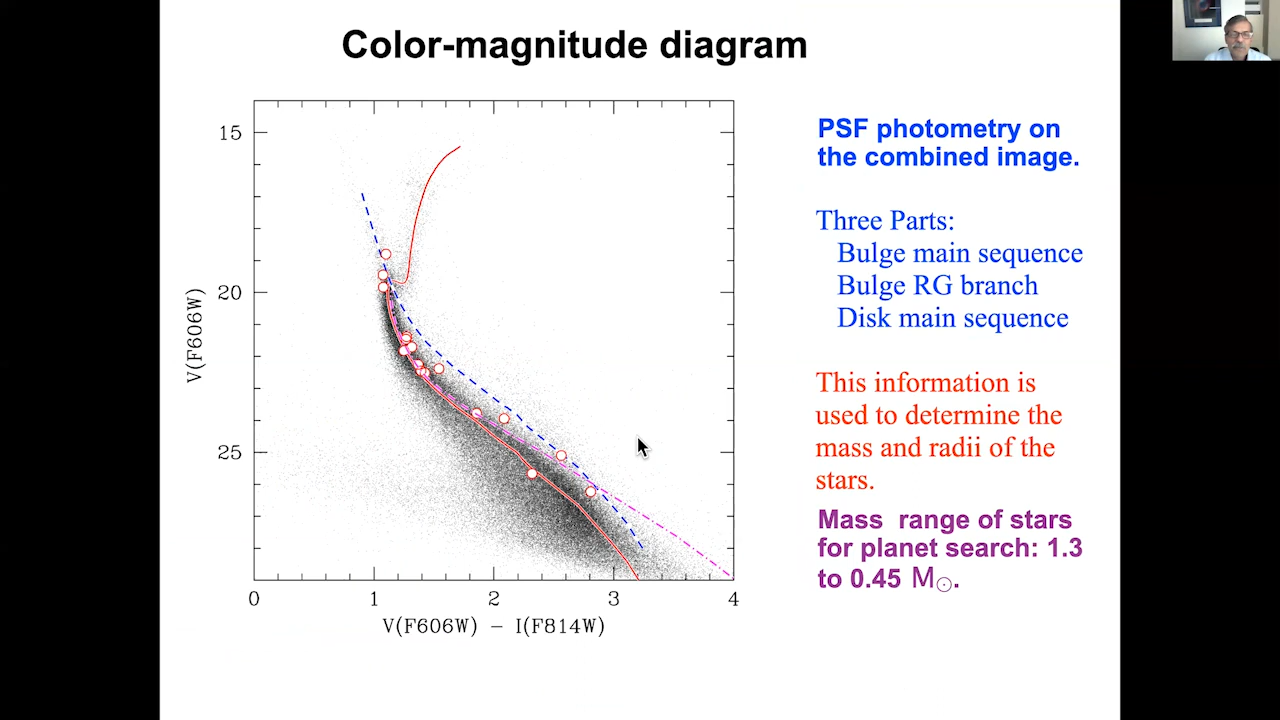 Color-magnitude diagram
15
20
25
V(F606W)
0 1 2 3 4
V(F606W) − I(F814W)
PSF photometry on
the combined image.
Three Parts:
Bulge main sequence
Bulge RG branch
Disk main sequence
This information is
used to determine the
mass and radii of the
stars.
Mass range of stars
for planet search: 1.3
to 0.45 M☉.